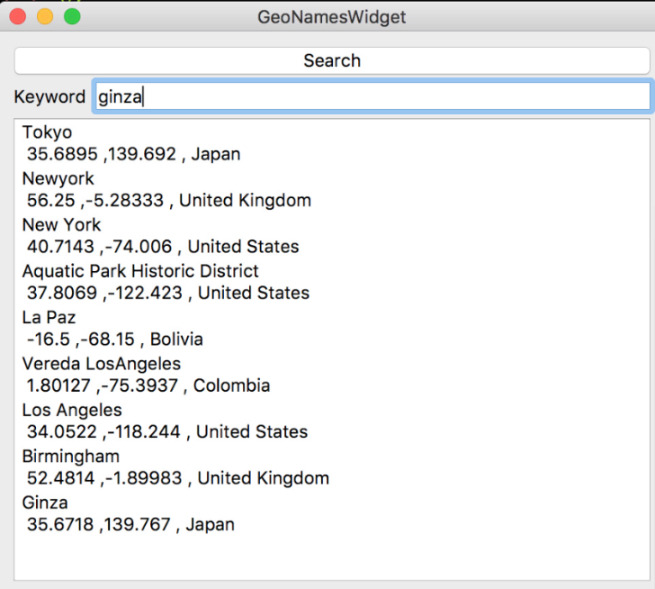 GeoNamesWidget
Search
Keyword ginza
Tokyo
35.6895 ,139.692 , Japan
Newyork
56.25 ,-5.28333 , United Kingdom
New York
40.7143 ,-74.006 , United States
Aquatic Park Historic District
37.8069 ,-122.423 , United States
La Paz
-16.5 ,-68.15 , Bolivia
Vereda LosAngeles
1.80127 ,-75.3937 , Colombia
Los Angeles
34.0522 ,-118.244 , United States
Birmingham
52.4814 ,-1.89983 , United Kingdom
Ginza
35.6718 ,139.767 , Japan